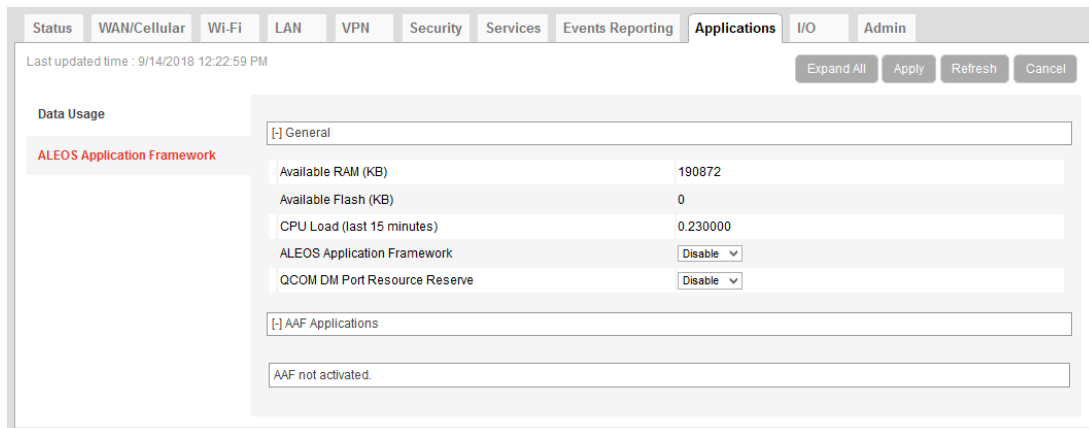 Status WAN/Cellular Wi-Fi LAN VPN Security Services Events Reporting Applications I/O Admin
Last updated time : 9/14/2018 12:22:59 PM
Expand All Apply Refresh Cancel
Data Usage
ALEOS Application Framework
[-] General
Available RAM (KB) 190872
Available Flash (KB) 0
CPU Load (last 15 minutes) 0.230000
ALEOS Application Framework Disable
QCOM DM Port Resource Reserve Disable
[-] AAF Applications
AAF not activated.